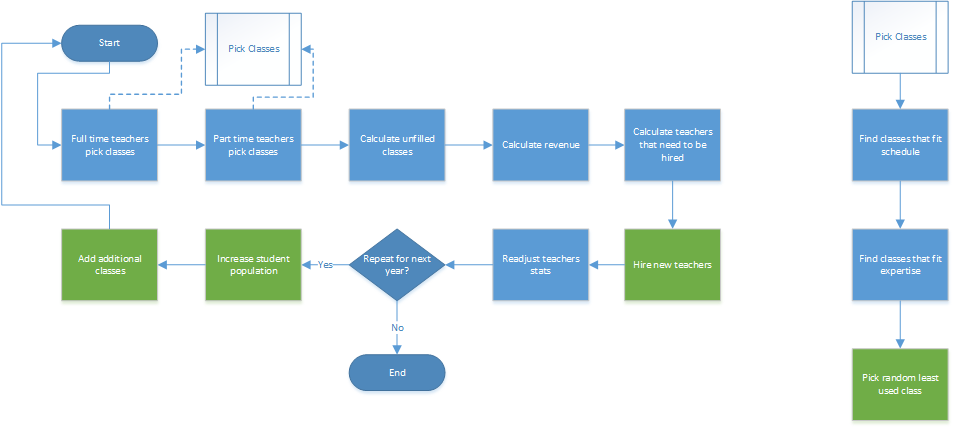 Start
Pick Classes
Pick Classes
Full time teachers
pick classes
Part time teachers
pick classes
Calculate unfilled
classes
Calculate revenue
Calculate teachers
that need to be
hired
Find classes that fit
schedule
Add additional
classes
Increase student
population
Yes
Repeat for next
year?
Readjust teachers
stats
Hire new teachers
Find classes that fit
expertise
No
End
Pick random least
used class